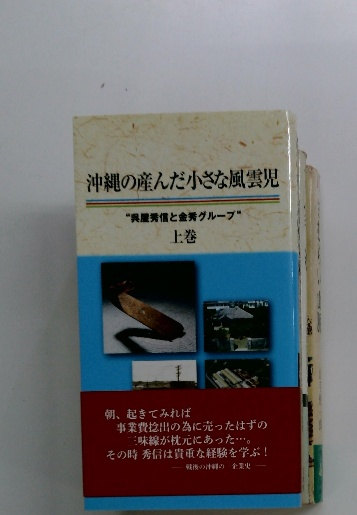 沖縄の産んだ小さな風雲児
"呉屋秀信と金秀グループ"
上巻
朝、起きてみれば
事業費捻出の為に売ったはずの
三味線が枕元にあった…。
その時 秀信は貴重な経験を学ぶ！
― 戦後の沖縄の 企業史 ―